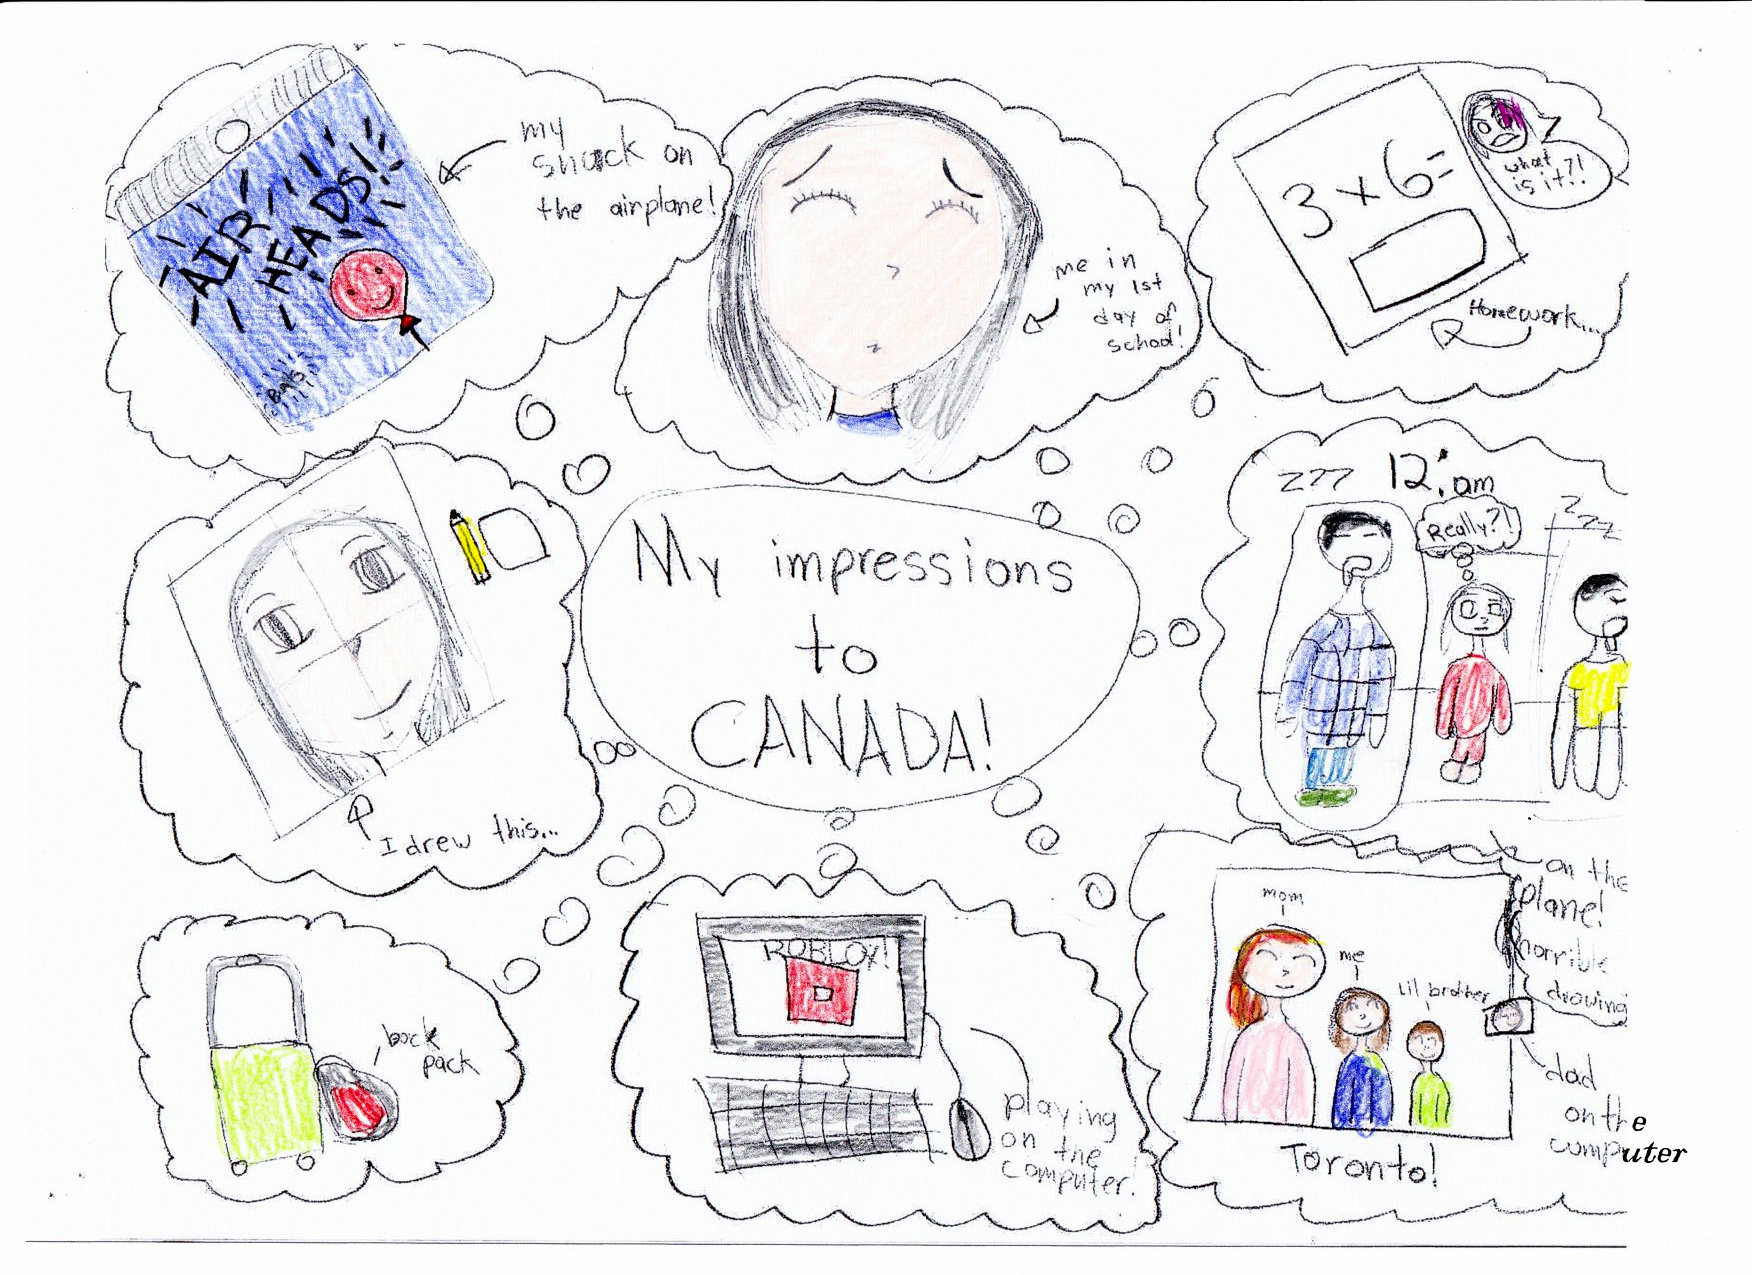 my
snack on
the airplane!
AIR
HEADS!
Bites
me in
my 1st
day of
school!
3 x 6 =
what
is it?!
Homework...
I drew this...
My impressions
to
CANADA!
zzz
12: am
Really?!
zzz
on the
plane!
horrible
drawing
back
pack
ROBLOX!
playing
on the
computer!
mom
me
Lil brother
dad
on the
computer
Toronto!